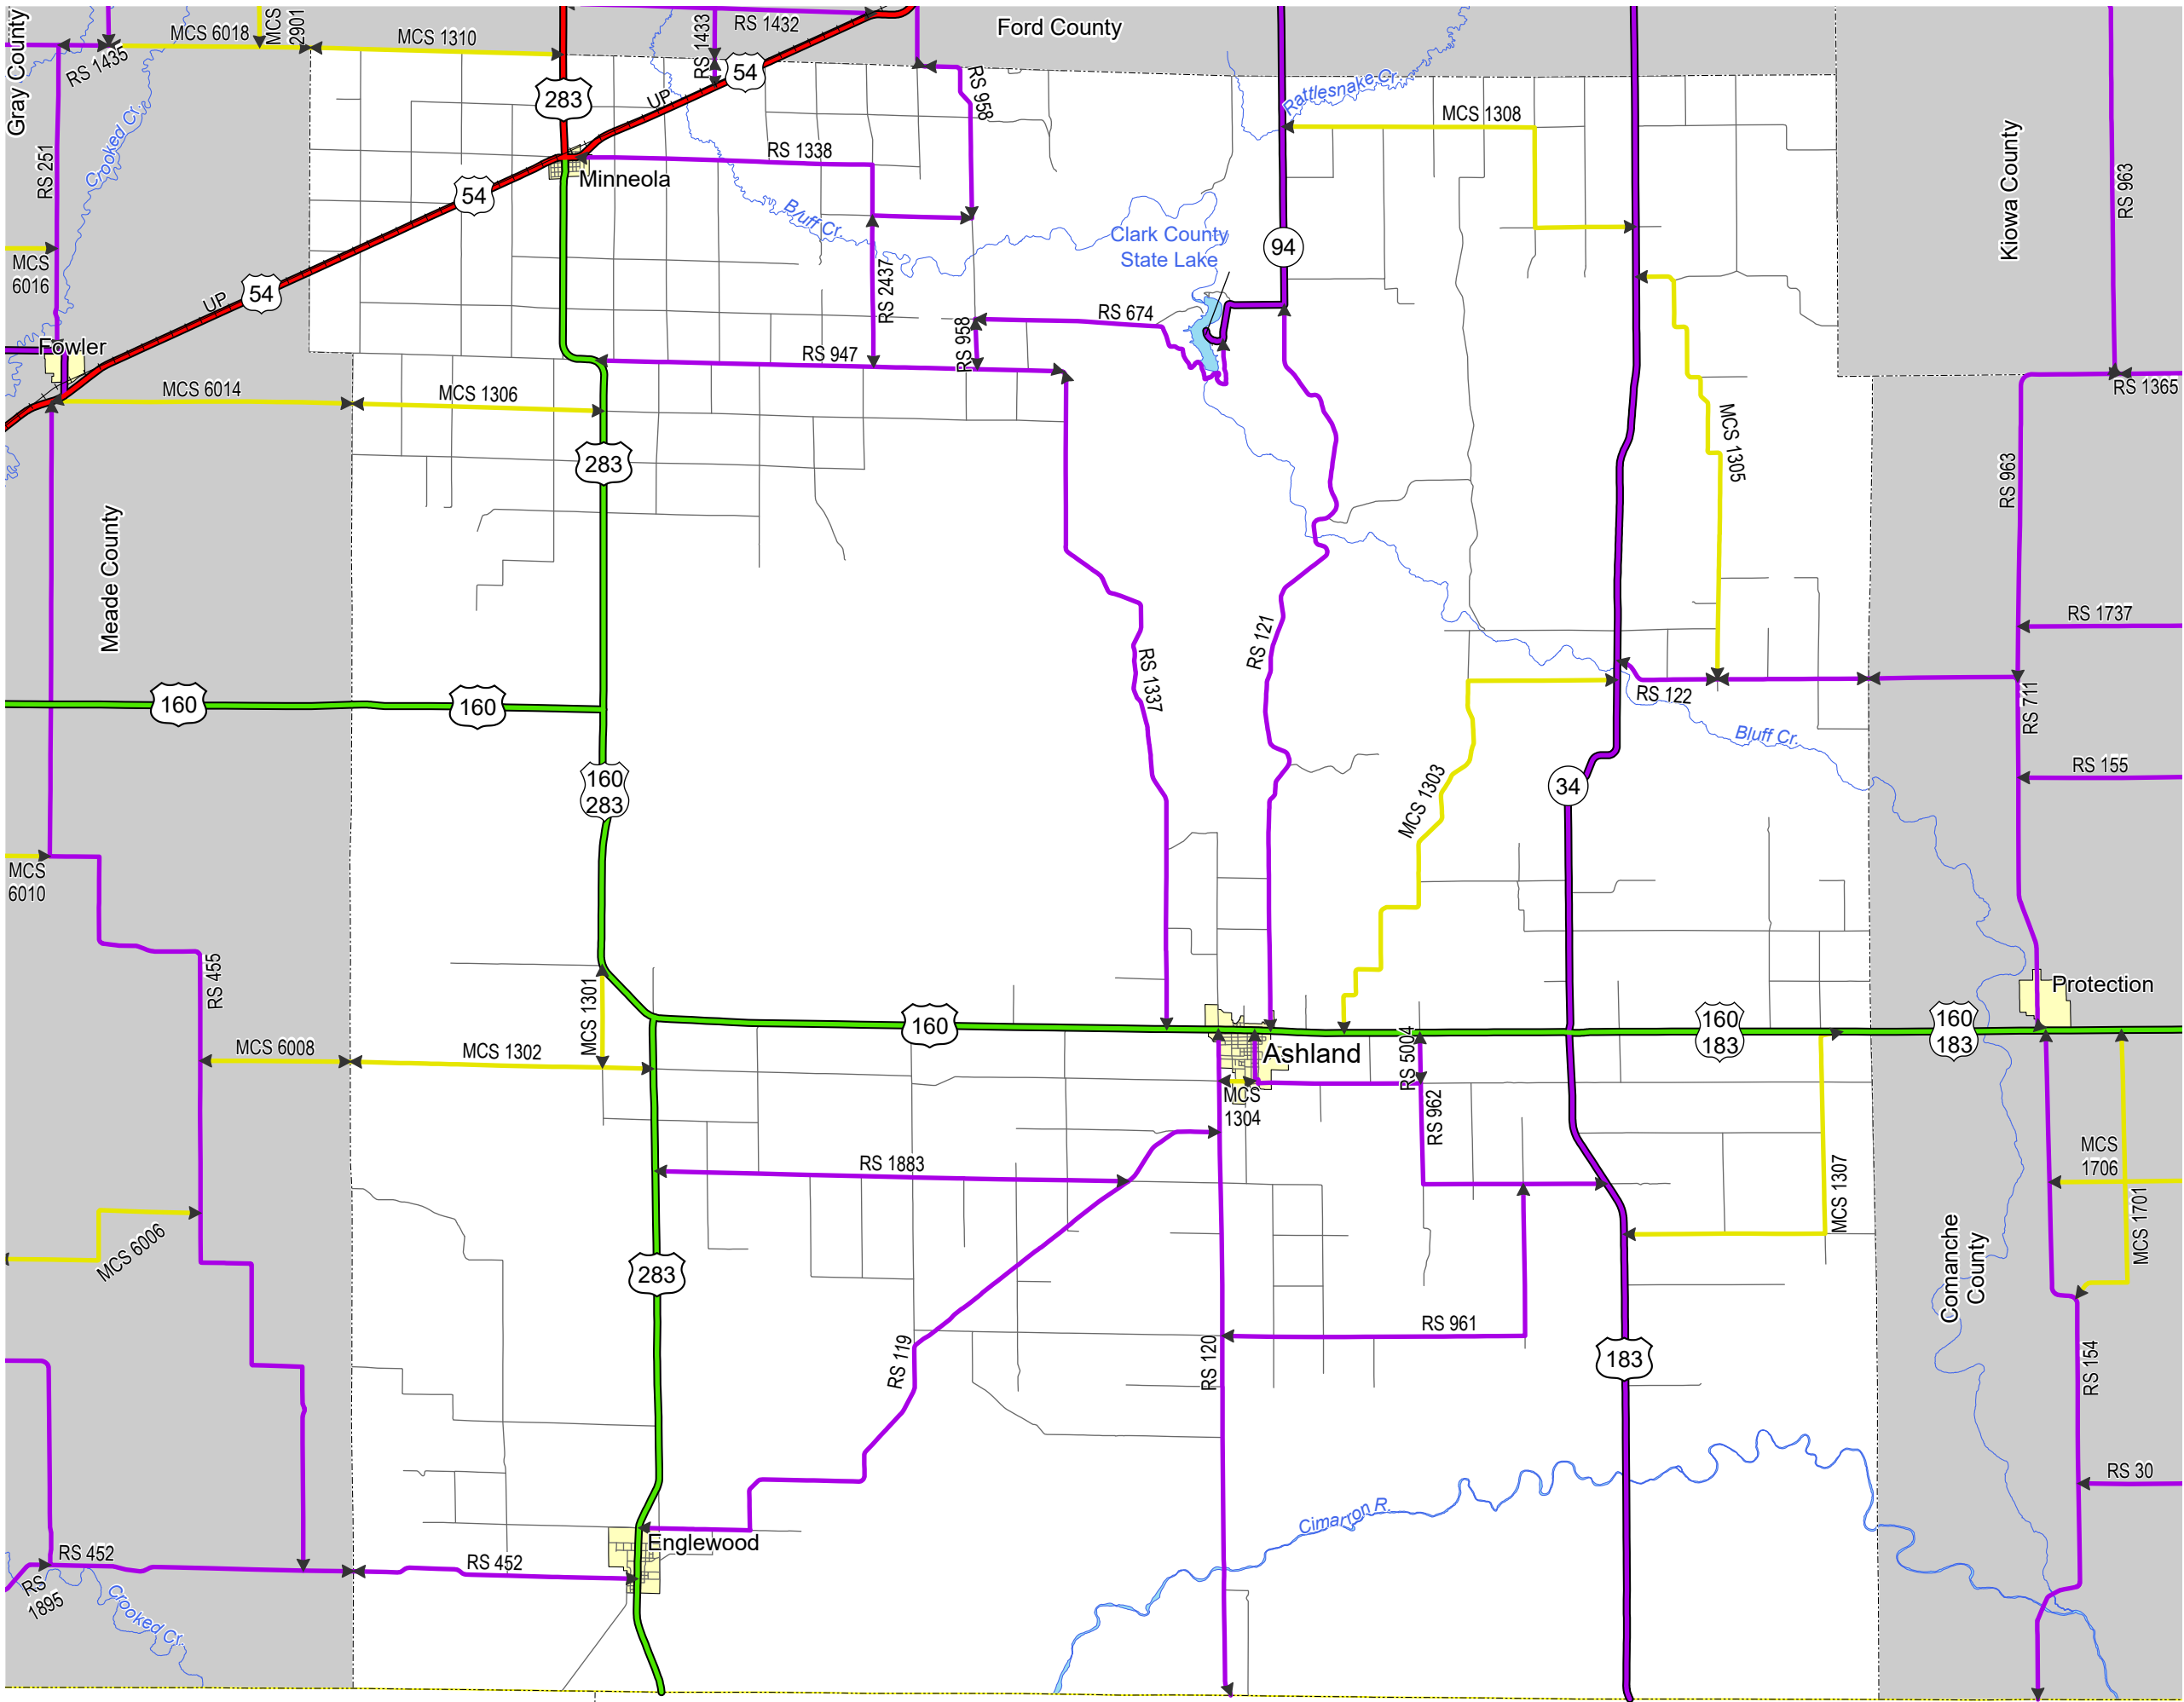 Gray County
RS 1435
MCS 6018
MCS
2901
MCS 1310
283
RS 1433
RS 1432
54
Ford County
UP
RS 958
Rattlesnake Cr.
MCS 1308
Kiowa County
RS 963
RS 251
Crooked Cr.
54
Minneola
RS 1338
Bluff Cr.
Clark County
State Lake
94
MCS
6016
UP
54
RS 2437
RS 958
RS 674
Fowler
RS 947
MCS 6014
MCS 1306
RS 1365
283
MCS 1305
RS 963
Meade County
RS 1337
RS 121
RS 1737
160
160
RS 122
RS 711
Bluff Cr.
160
283
MCS 1303
34
RS 155
MCS
6010
RS 455
MCS 1301
160
Protection
160
183
160
183
MCS 6008
MCS 1302
Ashland
RS 5004
MCS
1304
RS 962
MCS
1706
RS 1883
MCS 1307
MCS 1701
MCS 6006
283
Comanche
County
RS 961
RS 119
RS 120
183
RS 154
RS 30
Cimarron R.
Englewood
RS 452
RS 452
RS
1895
Crooked Cr.